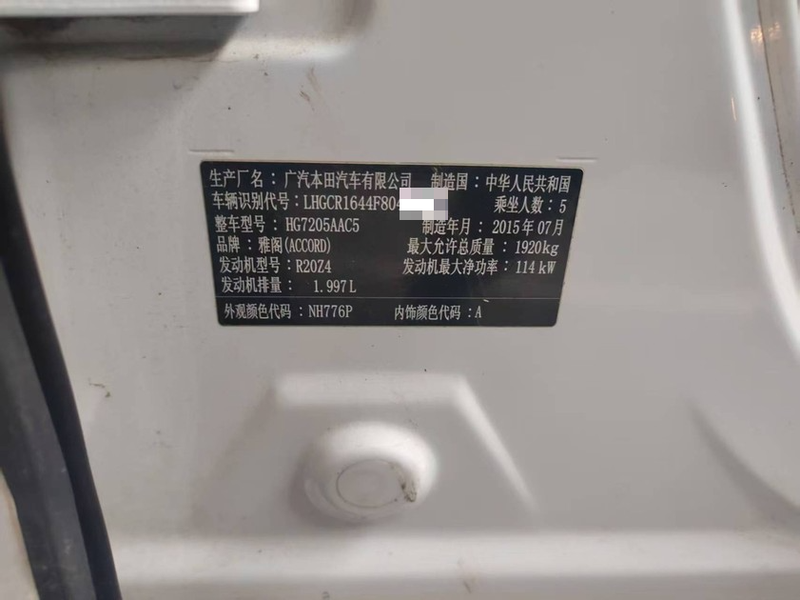 生产厂名：广汽本田汽车有限公司 制造国：中华人民共和国
车辆识别代号：LHGCR1644F804 乘坐人数：5
整车型号：HG7205AAC5 制造年月：2015年07月
品牌：雅阁(ACCORD) 最大允许总质量：1920kg
发动机型号：R20Z4 发动机最大净功率：114kW
发动机排量：1.997L
外观颜色代码：NH776P 内饰颜色代码：A